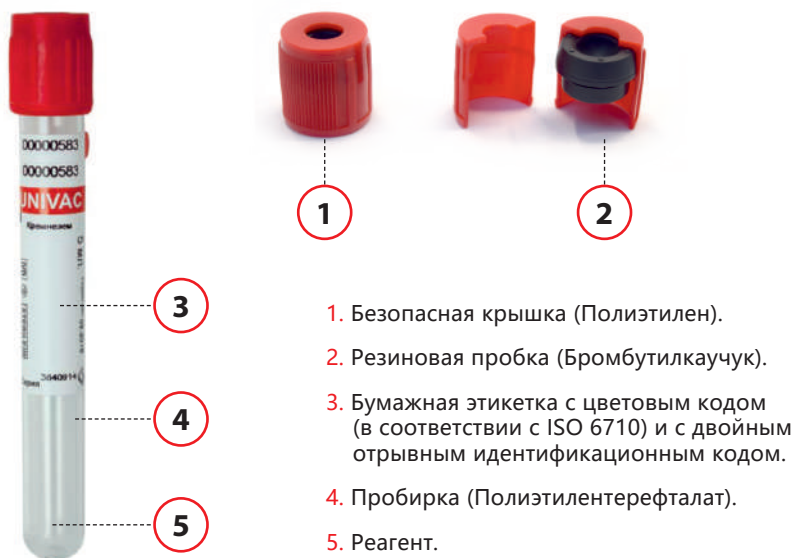 00000583
00000583
UNIVAC
Кремнезем
1
2
3
4
5
1. Безопасная крышка (Полиэтилен).
2. Резиновая пробка (Бромбутилкаучук).
3. Бумажная этикетка с цветовым кодом
(в соответствии с ISO 6710) и с двойным
отрывным идентификационным кодом.
4. Пробирка (Полиэтилентерефталат).
5. Реагент.